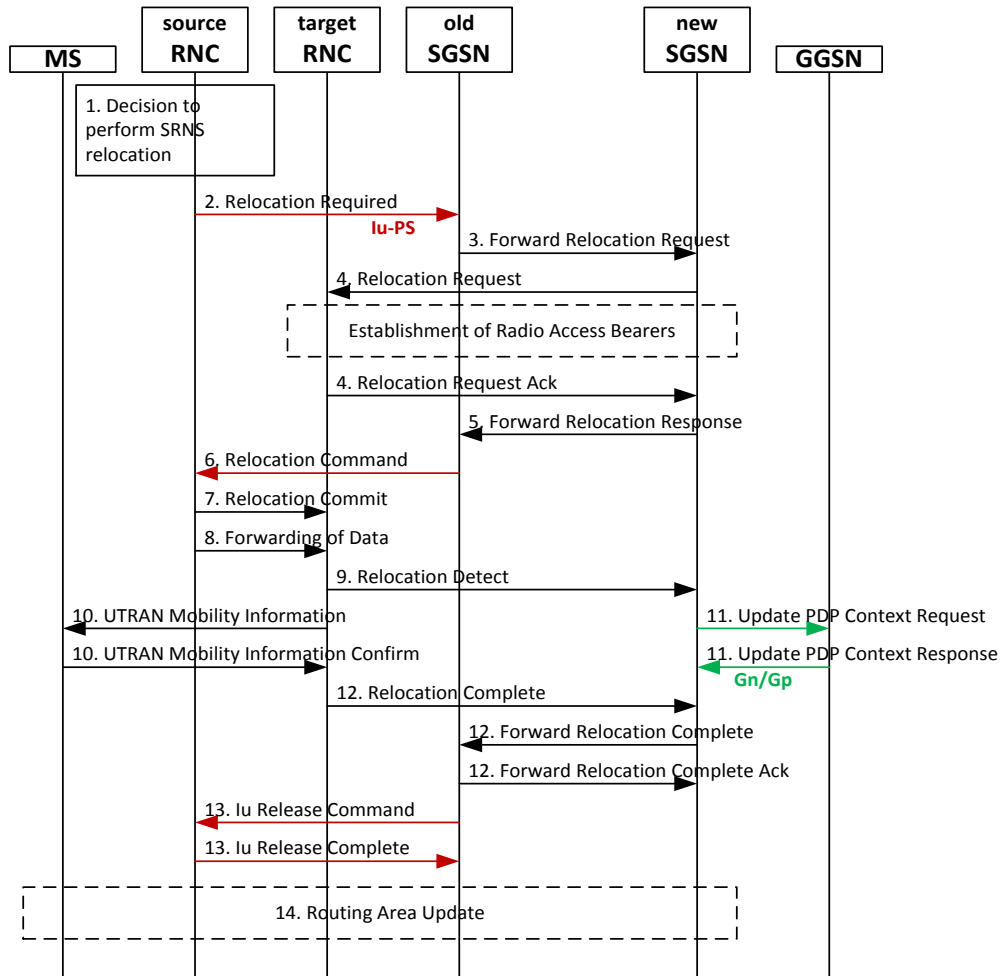 source
RNC
target
RNC
old
SGSN
new
SGSN
MS
GGSN
1. Decision to
perform SRNS
relocation
2. Relocation Required
Iu-PS
3. Forward Relocation Request
4. Relocation Request
Establishment of Radio Access Bearers
4. Relocation Request Ack
5. Forward Relocation Response
6. Relocation Command
7. Relocation Commit
8. Forwarding of Data
9. Relocation Detect
10. UTRAN Mobility Information
11. Update PDP Context Request
10. UTRAN Mobility Information Confirm
11. Update PDP Context Response
Gn/Gp
12. Relocation Complete
12. Forward Relocation Complete
12. Forward Relocation Complete Ack
13. Iu Release Command
13. Iu Release Complete
14. Routing Area Update